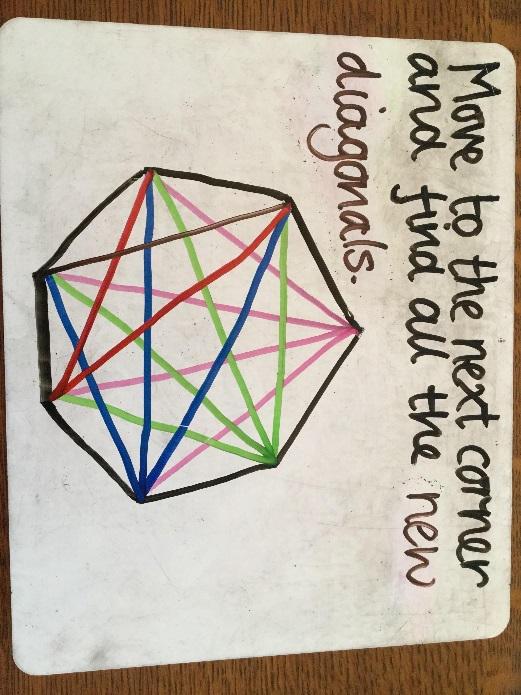 Move to the next corner
and find all the new
diagonals.